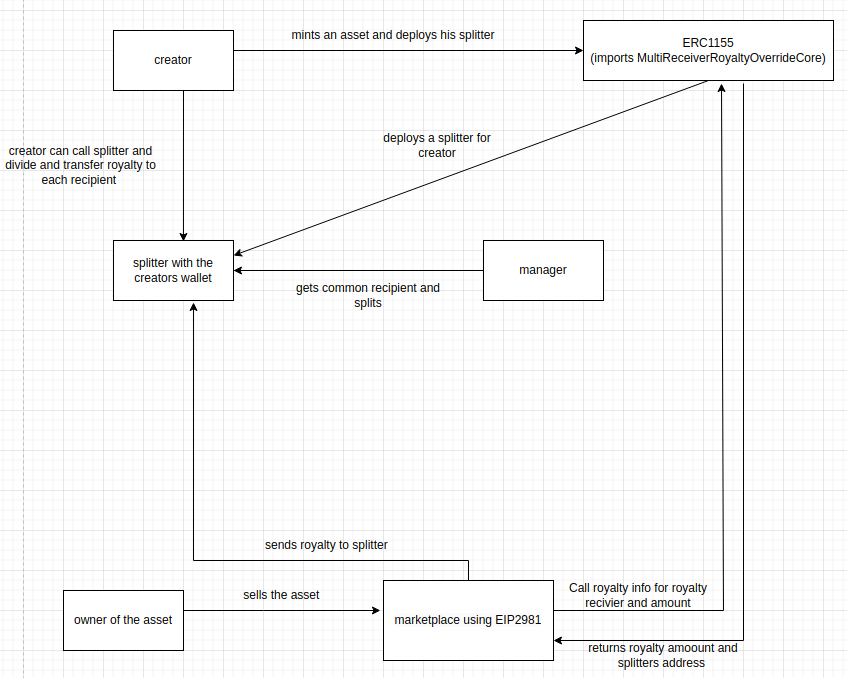 mints an asset and deploys his splitter
creator
ERC1155
(imports MultiReceiverRoyaltyOverrideCore)
deploys a splitter for
creator
creator can call splitter and
divide and transfer royalty to
each recipient
splitter with the
creators wallet
manager
gets common recipient and
splits
sends royalty to splitter
owner of the asset
sells the asset
marketplace using EIP2981
Call royalty info for royalty
recivier and amount
returns royalty amoount and
splitters address